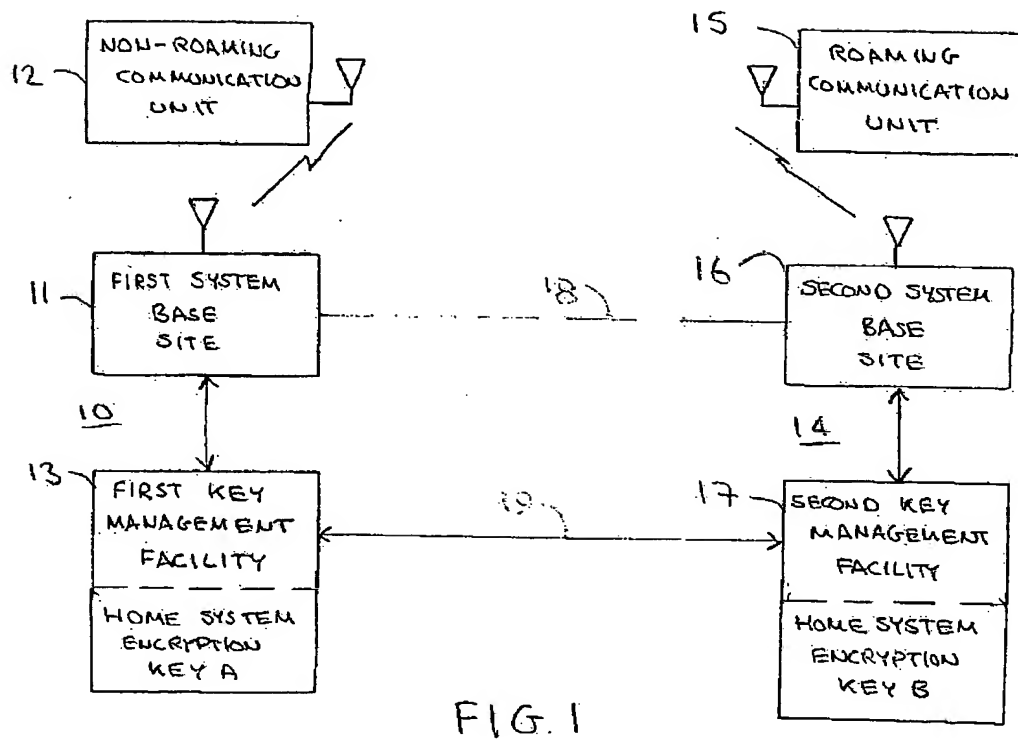 12
NON-ROAMING
COMMUNICATION
UNIT
15
ROAMING
COMMUNICATION
UNIT
11
FIRST SYSTEM
BASE
SITE
18
16
SECOND SYSTEM
BASE
SITE
10
14
13
FIRST KEY
MANAGEMENT
FACILITY
HOME SYSTEM
ENCRYPTION
KEY A
19
17
SECOND KEY
MANAGEMENT
FACILITY
HOME SYSTEM
ENCRYPTION
KEY B
FIG. 1